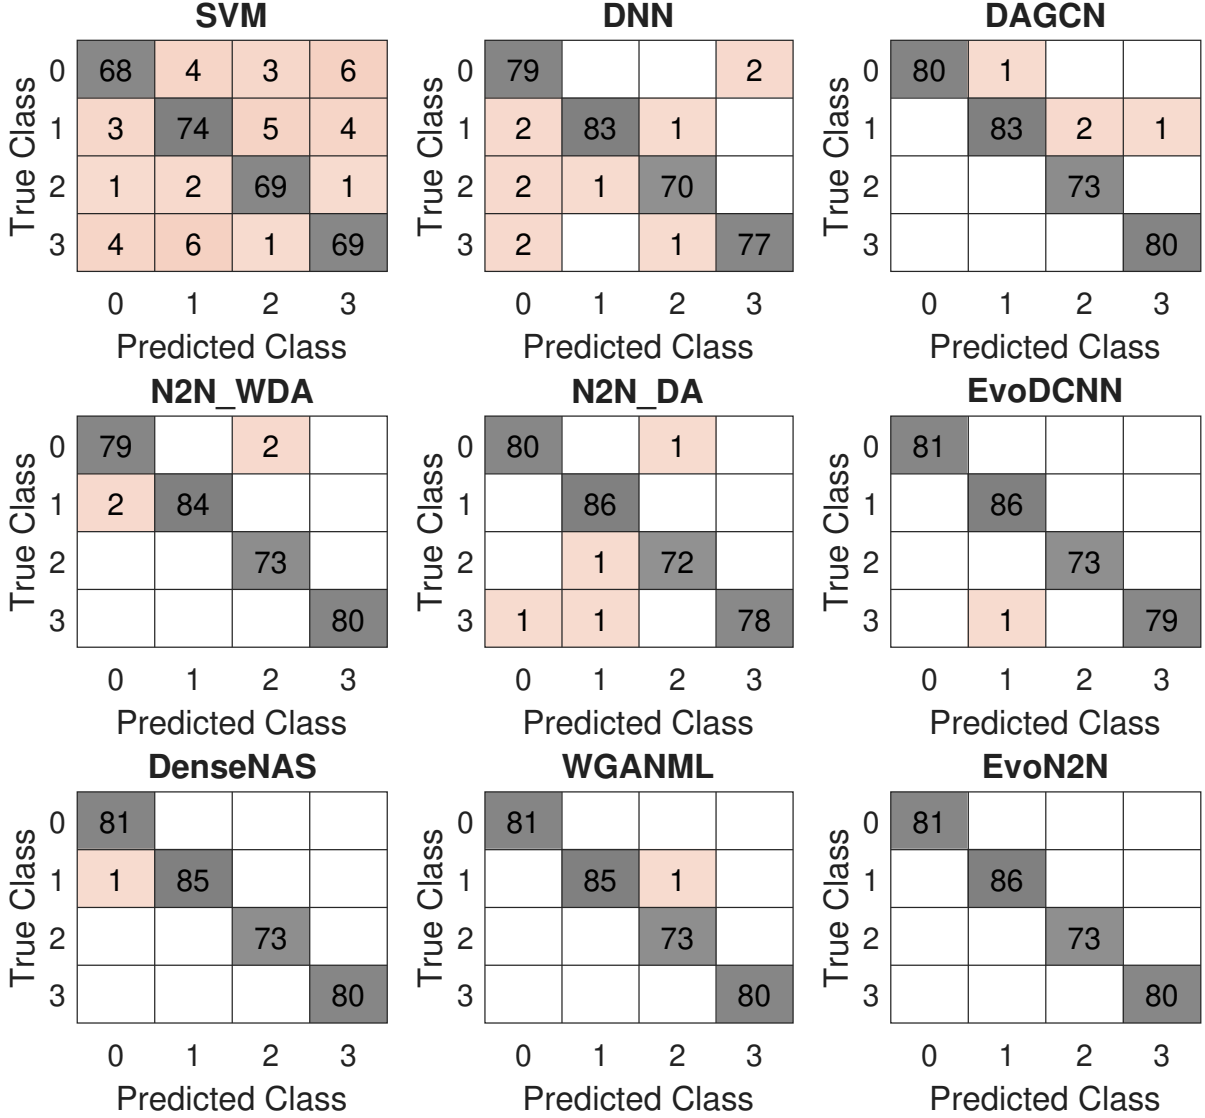 SVM
True Class
0 68 4 3 6
1 3 74 5 4
2 1 2 69 1
3 4 6 1 69
0 1 2 3
Predicted Class
DNN
True Class
0 79 2
1 2 83 1
2 2 1 70
3 2 1 77
0 1 2 3
Predicted Class
DAGCN
True Class
0 80 1
1 83 2 1
2 73
3 80
0 1 2 3
Predicted Class
N2N_WDA
True Class
0 79 2
1 2 84
2 73
3 80
0 1 2 3
Predicted Class
N2N_DA
True Class
0 80 1
1 86
2 1 72
3 1 1 78
0 1 2 3
Predicted Class
EvoDCNN
True Class
0 81
1 86
2 73
3 1 79
0 1 2 3
Predicted Class
DenseNAS
True Class
0 81
1 1 85
2 73
3 80
0 1 2 3
Predicted Class
WGANML
True Class
0 81
1 85 1
2 73
3 80
0 1 2 3
Predicted Class
EvoN2N
True Class
0 81
1 86
2 73
3 80
0 1 2 3
Predicted Class